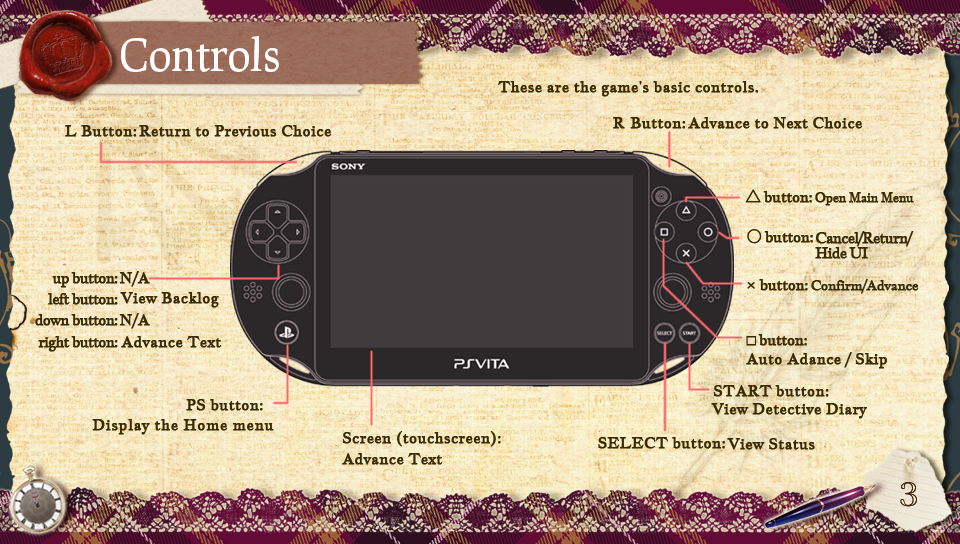 Controls
These are the game's basic controls.
L Button: Return to Previous Choice
R Button: Advance to Next Choice
SONY
△ button: Open Main Menu
○ button: Cancel/Return/
Hide UI
× button: Confirm/Advance
□ button:
Auto Adance / Skip
up button: N/A
left button: View Backlog
down button: N/A
right button: Advance Text
SELECT
START
PSVITA
START button:
View Detective Diary
PS button:
Display the Home menu
Screen (touchscreen):
Advance Text
SELECT button: View Status
3